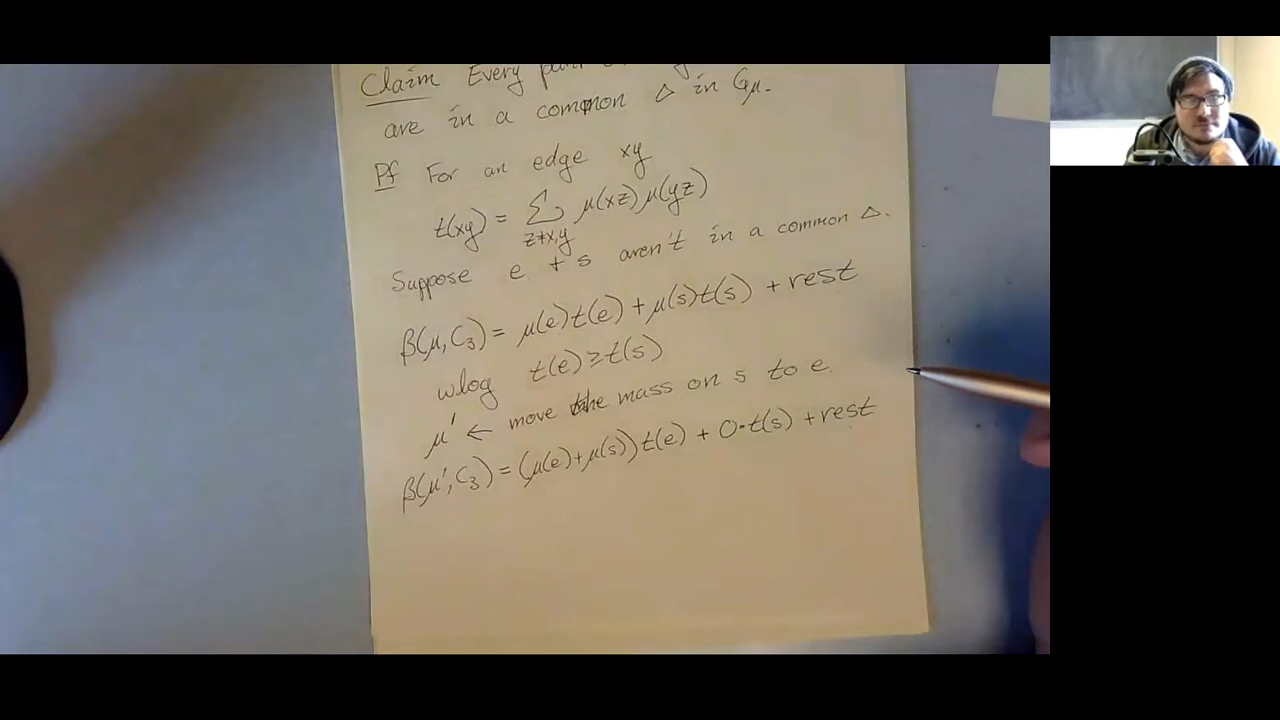 Claim Every
are in a common △ in Gμ.
Pf For an edge xy
t(xy) = Σ μ(xz)μ(yz)
z≠x,y
Suppose e + s aren't in a common △.
β(μ, C₃) = μ(e)t(e) + μ(s)t(s) + rest
wlog t(e) ≥ t(s)
μ' ← move the mass on s to e.
β(μ', C₃) = (μ(e)+μ(s))t(e) + 0·t(s) + rest